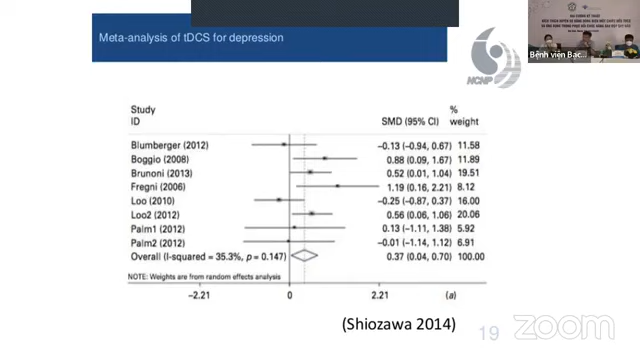 Meta-analysis of tDCS for depression
NCNP
Bệnh viện Bạc...
Study
ID
SMD (95% CI)
%
weight
Blumberger (2012) −0.13 (−0.94, 0.67) 11.58
Boggio (2008) 0.88 (0.09, 1.67) 11.89
Brunoni (2013) 0.52 (0.01, 1.04) 19.51
Fregni (2006) 1.19 (0.16, 2.21) 8.12
Loo (2010) −0.25 (−0.87, 0.37) 16.00
Loo2 (2012) 0.56 (0.06, 1.06) 20.06
Palm1 (2012) 0.13 (−1.11, 1.38) 5.92
Palm2 (2012) −0.01 (−1.14, 1.12) 6.91
Overall (I-squared = 35.3%, p = 0.147) 0.37 (0.04, 0.70) 100.00
NOTE: Weights are from random effects analysis
−2.21 0 2.21 (a)
(Shiozawa 2014)
19
zoom